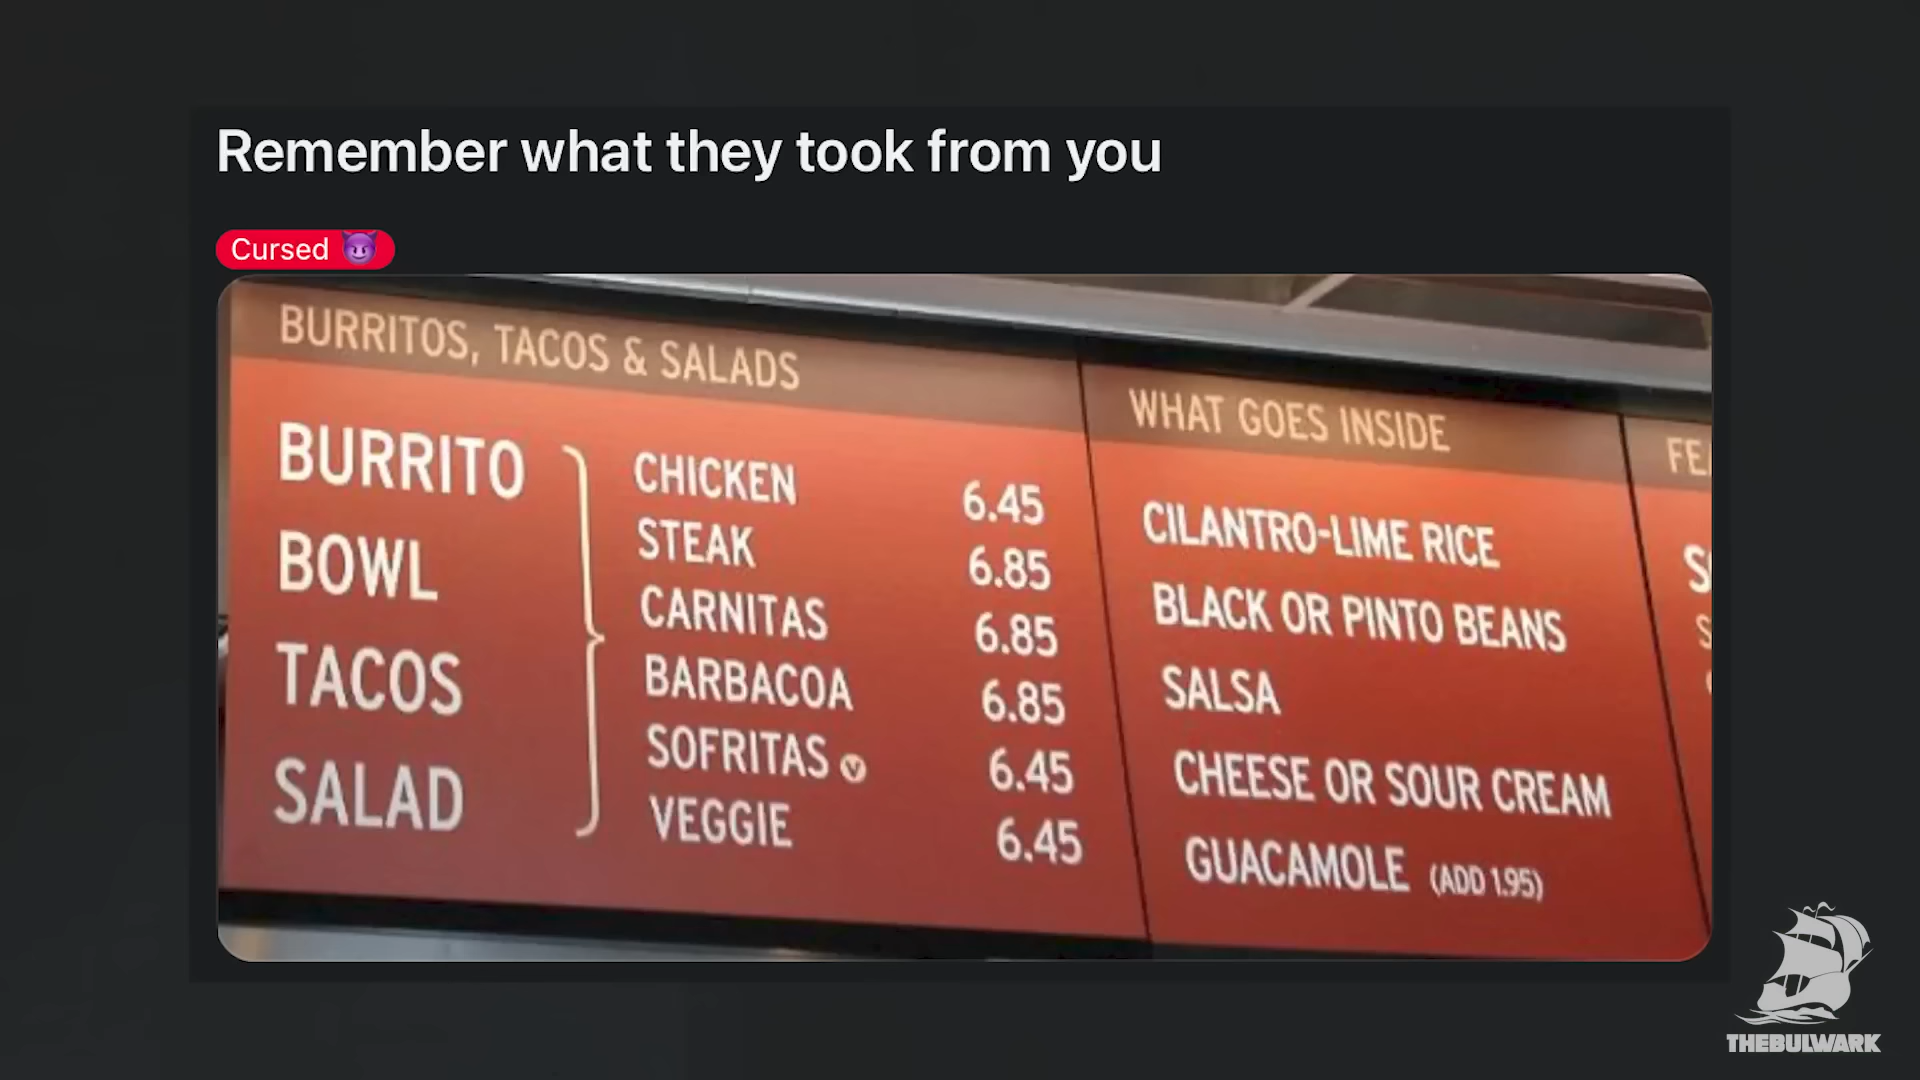 Remember what they took from you
Cursed 😈
BURRITOS, TACOS & SALADS
BURRITO
BOWL
TACOS
SALAD
CHICKEN 6.45
STEAK 6.85
CARNITAS 6.85
BARBACOA 6.85
SOFRITAS V 6.45
VEGGIE 6.45
WHAT GOES INSIDE
CILANTRO-LIME RICE
BLACK OR PINTO BEANS
SALSA
CHEESE OR SOUR CREAM
GUACAMOLE (ADD 1.95)
THEBULWARK